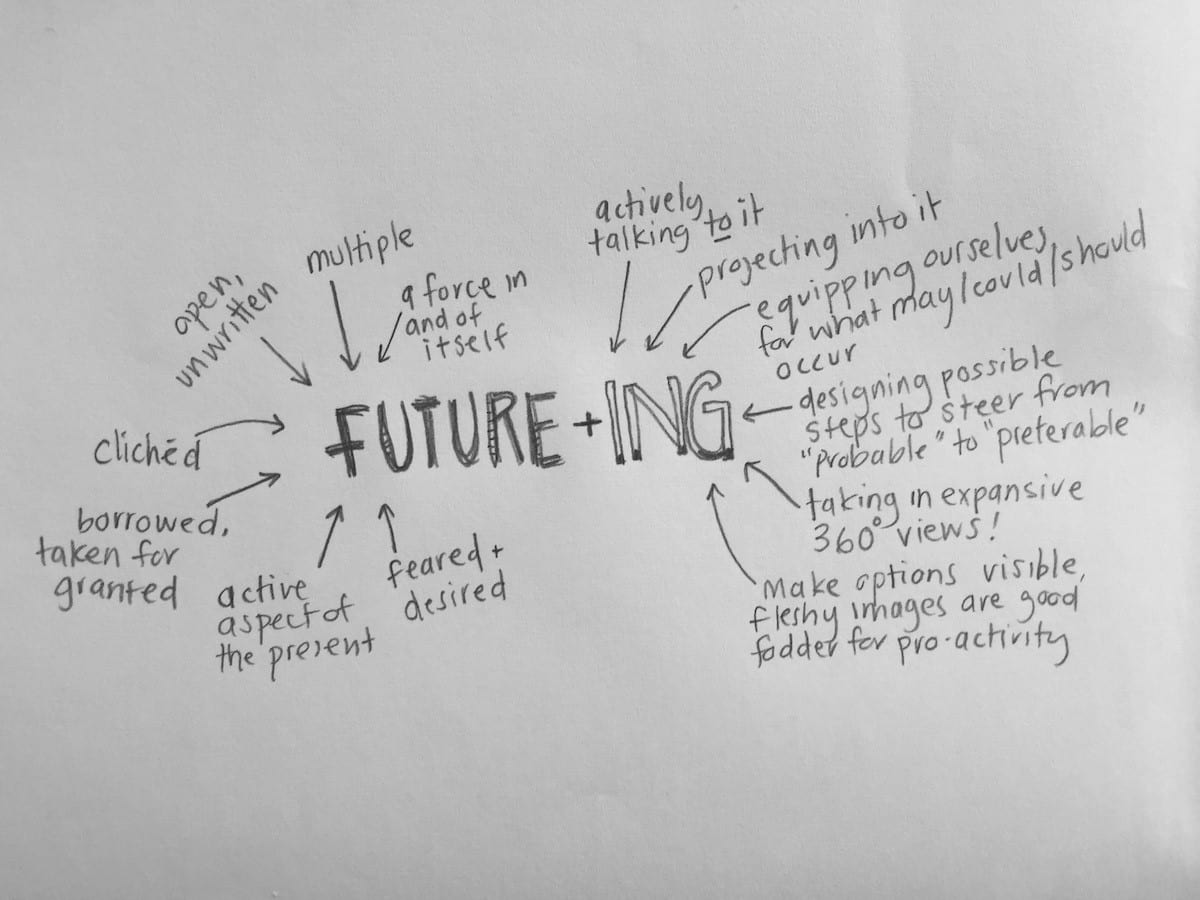 open,
unwritten
multiple
a force in
and of
itself
clichéd
borrowed,
taken for
granted
active
aspect of
the present
feared +
desired
FUTURE + ING
actively
talking to it
projecting into it
equipping ourselves
for what may/could/should
occur
designing possible
steps to steer from
"probable" to "preferable"
taking in expansive
360° views!
Make options visible,
fleshy images are good
fodder for pro-activity